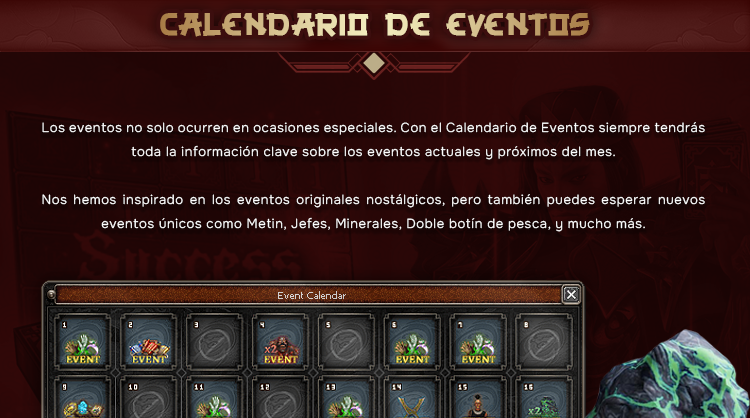 CALENDARIO DE EVENTOS
Los eventos no solo ocurren en ocasiones especiales. Con el Calendario de Eventos siempre tendrás
toda la información clave sobre los eventos actuales y próximos del mes.
Nos hemos inspirado en los eventos originales nostálgicos, pero también puedes esperar nuevos
eventos únicos como Metin, Jefes, Minerales, Doble botín de pesca, y mucho más.
Success
Event Calendar
1 2 3 4 5 6 7 8
x2
EVENT EVENT EVENT EVENT EVENT
9 10 11 12 13 14 15 16
x2